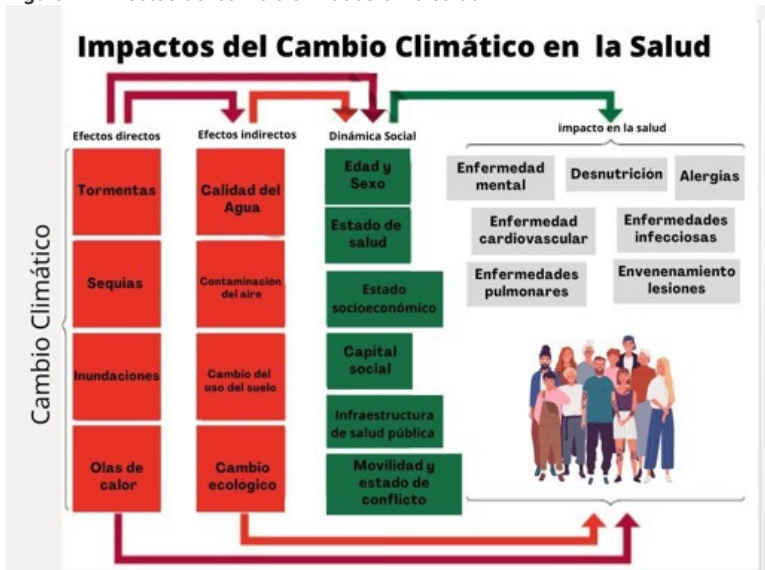 Impactos del Cambio Climático en la Salud
Cambio Climático
Efectos directos
Tormentas
Sequias
Inundaciones
Olas de
calor
Efectos indirectos
Calidad del
Agua
Contaminación
del aire
Cambio del
uso del suelo
Cambio
ecológico
Dinámica Social
Edad y
Sexo
Estado de
salud
Estado
socioeconómico
Capital
social
Infraestructura
de salud pública
Movilidad y
estado de
conflicto
impacto en la salud
Enfermedad
mental
Desnutrición
Alergias
Enfermedad
cardiovascular
Enfermedades
infecciosas
Enfermedades
pulmonares
Envenenamiento
lesiones